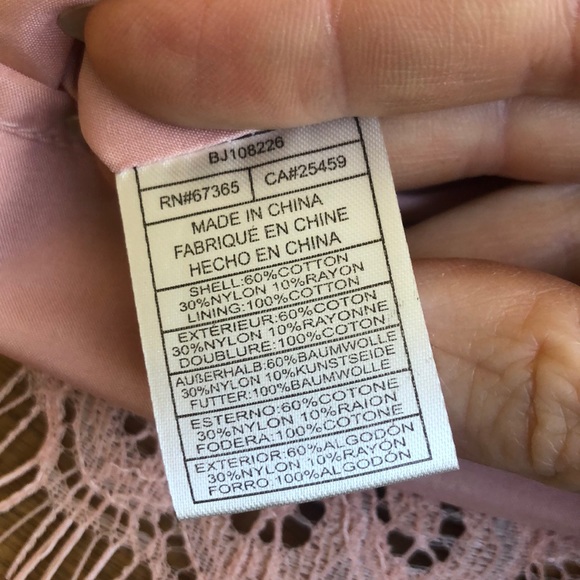 BJ108226
RN#67365 CA#25459
MADE IN CHINA
FABRIQUÉ EN CHINE
HECHO EN CHINA
SHELL:60%COTTON
30%NYLON 10%RAYON
LINING:100%COTTON
EXTÉRIEUR:60%COTON
30%NYLON 10%RAYONNE
DOUBLURE:100%COTON
AUßERHALB:60%BAUMWOLLE
30%NYLON 10%KUNSTSEIDE
FUTTER:100%BAUMWOLLE
ESTERNO:60%COTONE
30%NYLON 10%RAION
FODERA:100%COTONE
EXTERIOR:60%ALGODÓN
30%NYLON 10%RAYÓN
FORRO:100%ALGODÓN